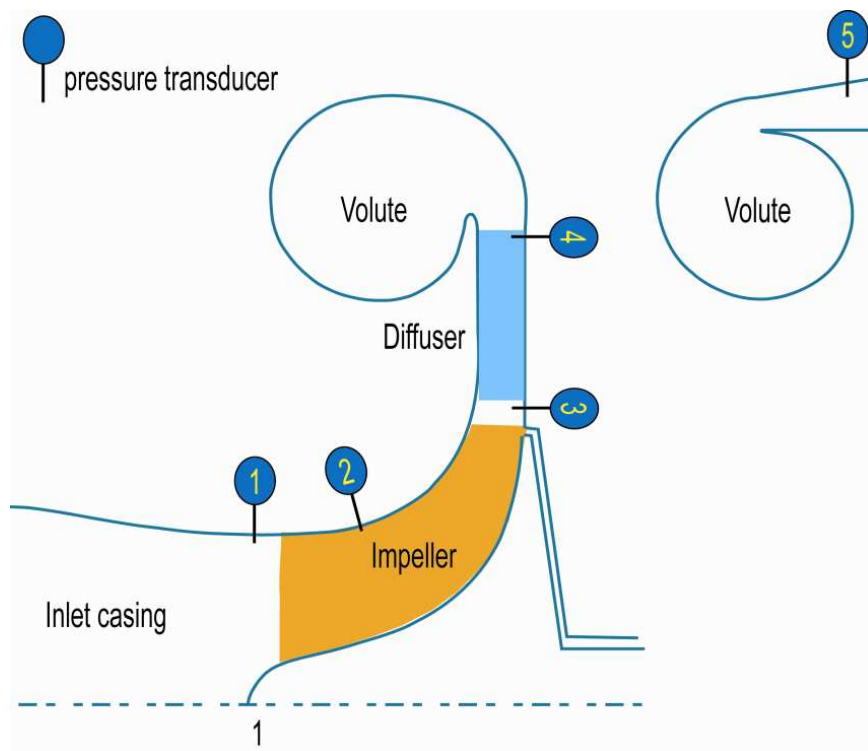 5
pressure transducer
Volute
Volute
4
Diffuser
3
1
2
Impeller
Inlet casing
1